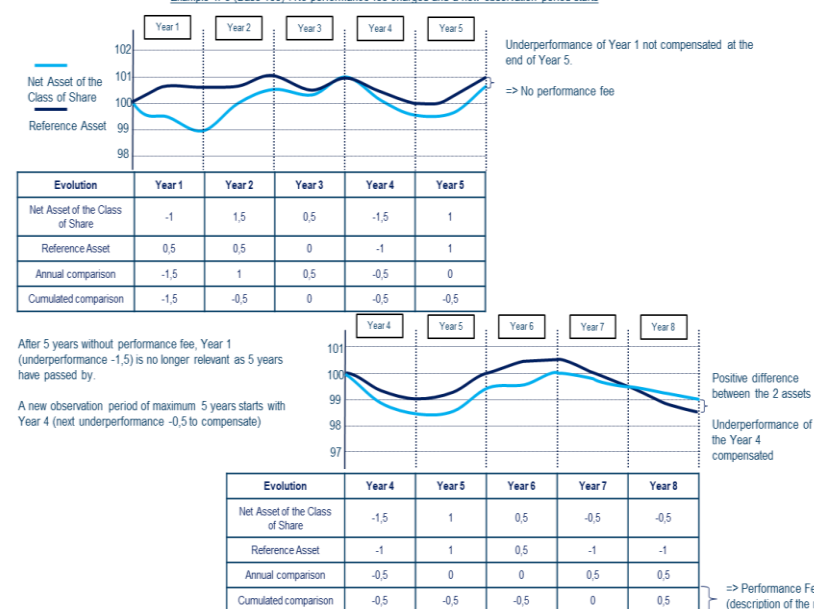 Year 1 Year 2 Year 3 Year 4 Year 5
102
101
100
99
98
Net Asset of the
Class of Share
Reference Asset
Underperformance of Year 1 not compensated at the
end of Year 5.
=> No performance fee
Evolution Year 1 Year 2 Year 3 Year 4 Year 5
Net Asset of the Class
of Share -1 1,5 0,5 -1,5 1
Reference Asset 0,5 0,5 0 -1 1
Annual comparison -1,5 1 0,5 -0,5 0
Cumulated comparison -1,5 -0,5 0 -0,5 -0,5
After 5 years without performance fee, Year 1
(underperformance -1,5) is no longer relevant as 5 years
have passed by.
A new observation period of maximum 5 years starts with
Year 4 (next underperformance -0,5 to compensate)
Year 4 Year 5 Year 6 Year 7 Year 8
101
100
99
98
97
Positive difference
between the 2 assets
Underperformance of
the Year 4
compensated
Evolution Year 4 Year 5 Year 6 Year 7 Year 8
Net Asset of the Class
of Share -1,5 1 0,5 -0,5 -0,5
Reference Asset -1 1 0,5 -1 -1
Annual comparison -0,5 0 0 0,5 0,5
Cumulated comparison -0,5 -0,5 -0,5 0 0,5
=> Performance Fe
(description of the